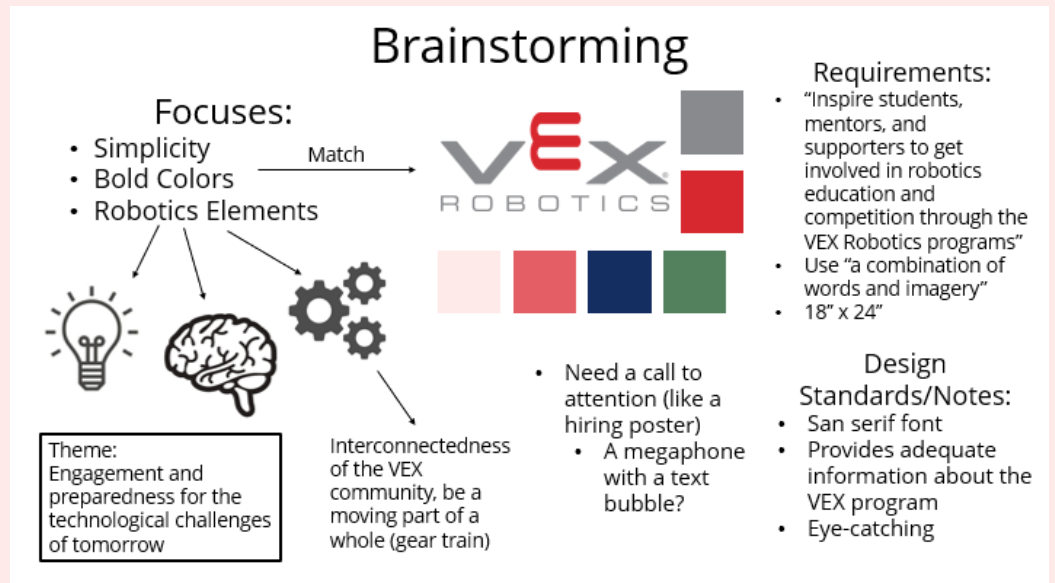 Brainstorming
Focuses:
• Simplicity
• Bold Colors
• Robotics Elements
Match
VEX
ROBOTICS
Requirements:
• “Inspire students,
mentors, and
supporters to get
involved in robotics
education and
competition through the
VEX Robotics programs”
• Use “a combination of
words and imagery”
• 18” x 24”
Theme:
Engagement and
preparedness for the
technological challenges
of tomorrow
Interconnectedness
of the VEX
community, be a
moving part of a
whole (gear train)
• Need a call to
attention (like a
hiring poster)
• A megaphone
with a text
bubble?
Design
Standards/Notes:
• San serif font
• Provides adequate
information about the
VEX program
• Eye-catching